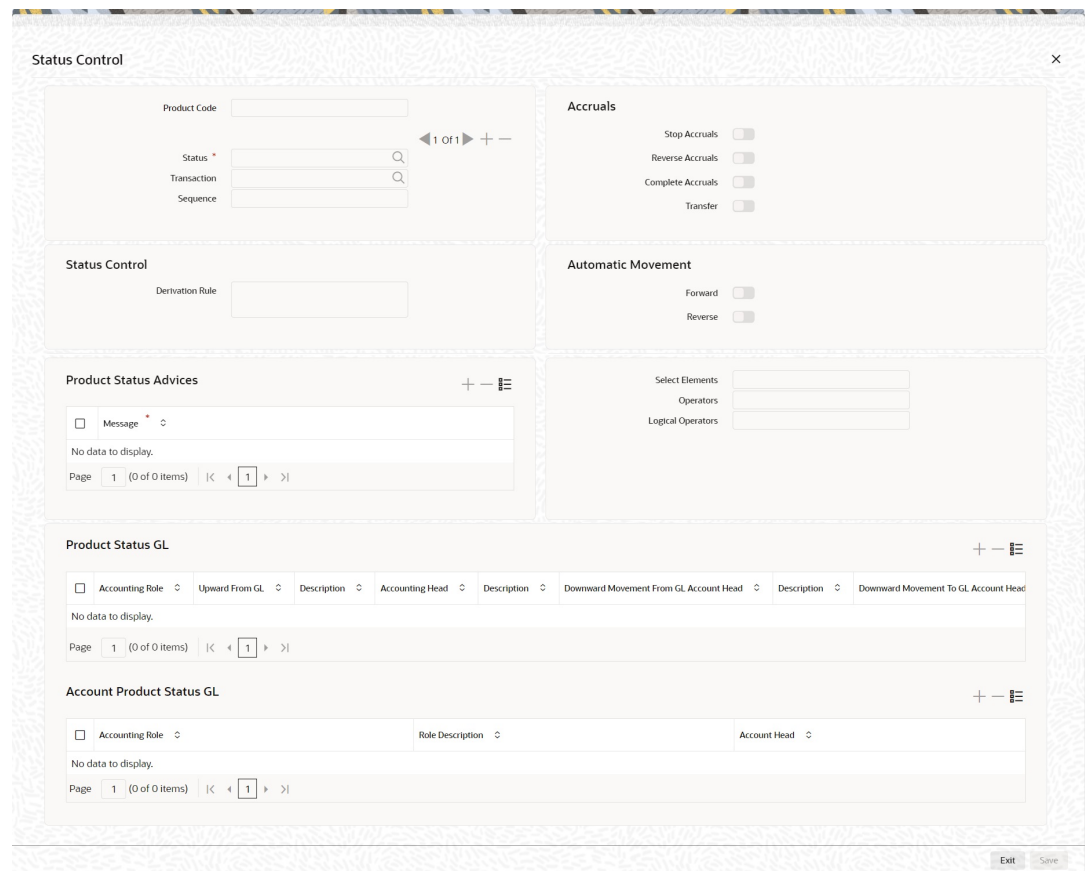 Status Control
Product Code
1 Of 1
Status *
Transaction
Sequence
Accruals
Stop Accruals
Reverse Accruals
Complete Accruals
Transfer
Status Control
Derivation Rule
Automatic Movement
Forward
Reverse
Product Status Advices
Message *
No data to display.
Page 1 (0 of 0 items) 1
Select Elements
Operators
Logical Operators
Product Status GL
Accounting Role Upward From GL Description Accounting Head Description Downward Movement From GL Account Head Description Downward Movement To GL Account Head
No data to display.
Page 1 (0 of 0 items) 1
Account Product Status GL
Accounting Role Role Description Account Head
No data to display.
Page 1 (0 of 0 items) 1
Exit Save